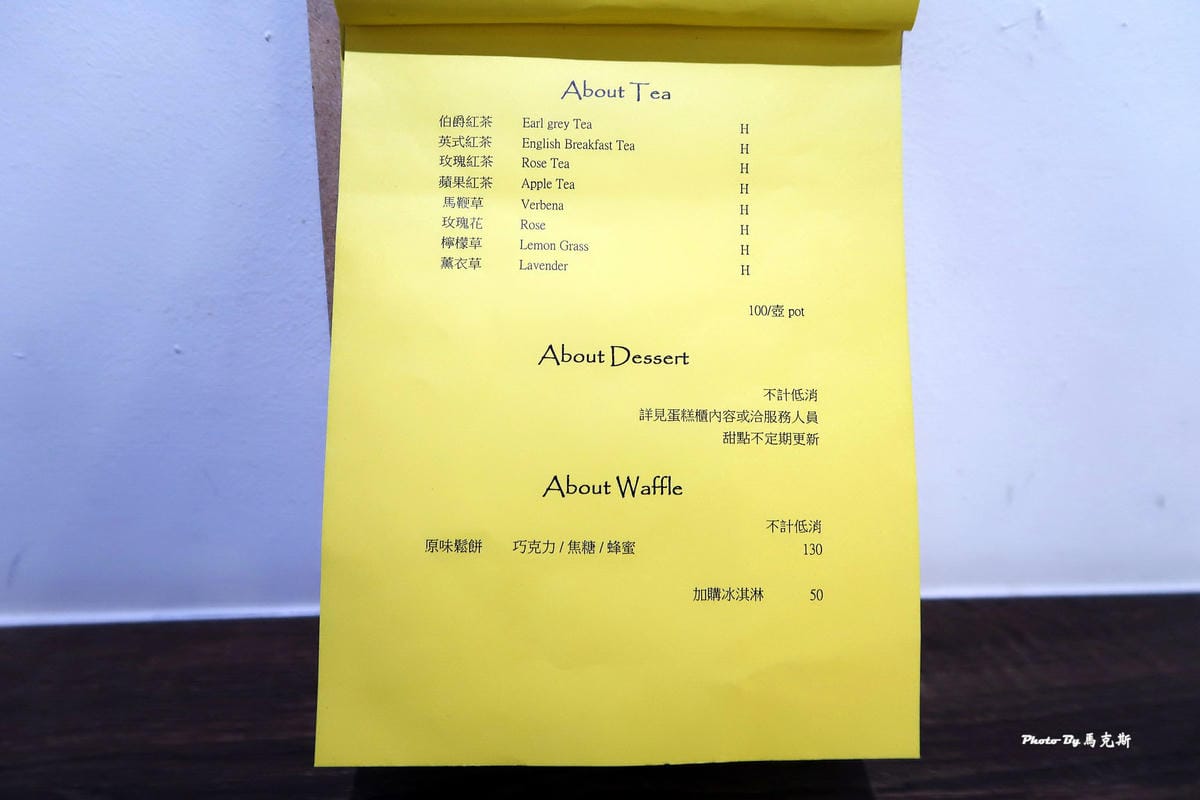 About Tea
伯爵紅茶 Earl grey Tea H
英式紅茶 English Breakfast Tea H
玫瑰紅茶 Rose Tea H
蘋果紅茶 Apple Tea H
馬鞭草 Verbena H
玫瑰花 Rose H
檸檬草 Lemon Grass H
薰衣草 Lavender H
100/壺 pot
About Dessert
不計低消
詳見蛋糕櫃內容或洽服務人員
甜點不定期更新
About Waffle
不計低消
原味鬆餅 巧克力 / 焦糖 / 蜂蜜 130
加購冰淇淋 50
Photo By 馬克斯